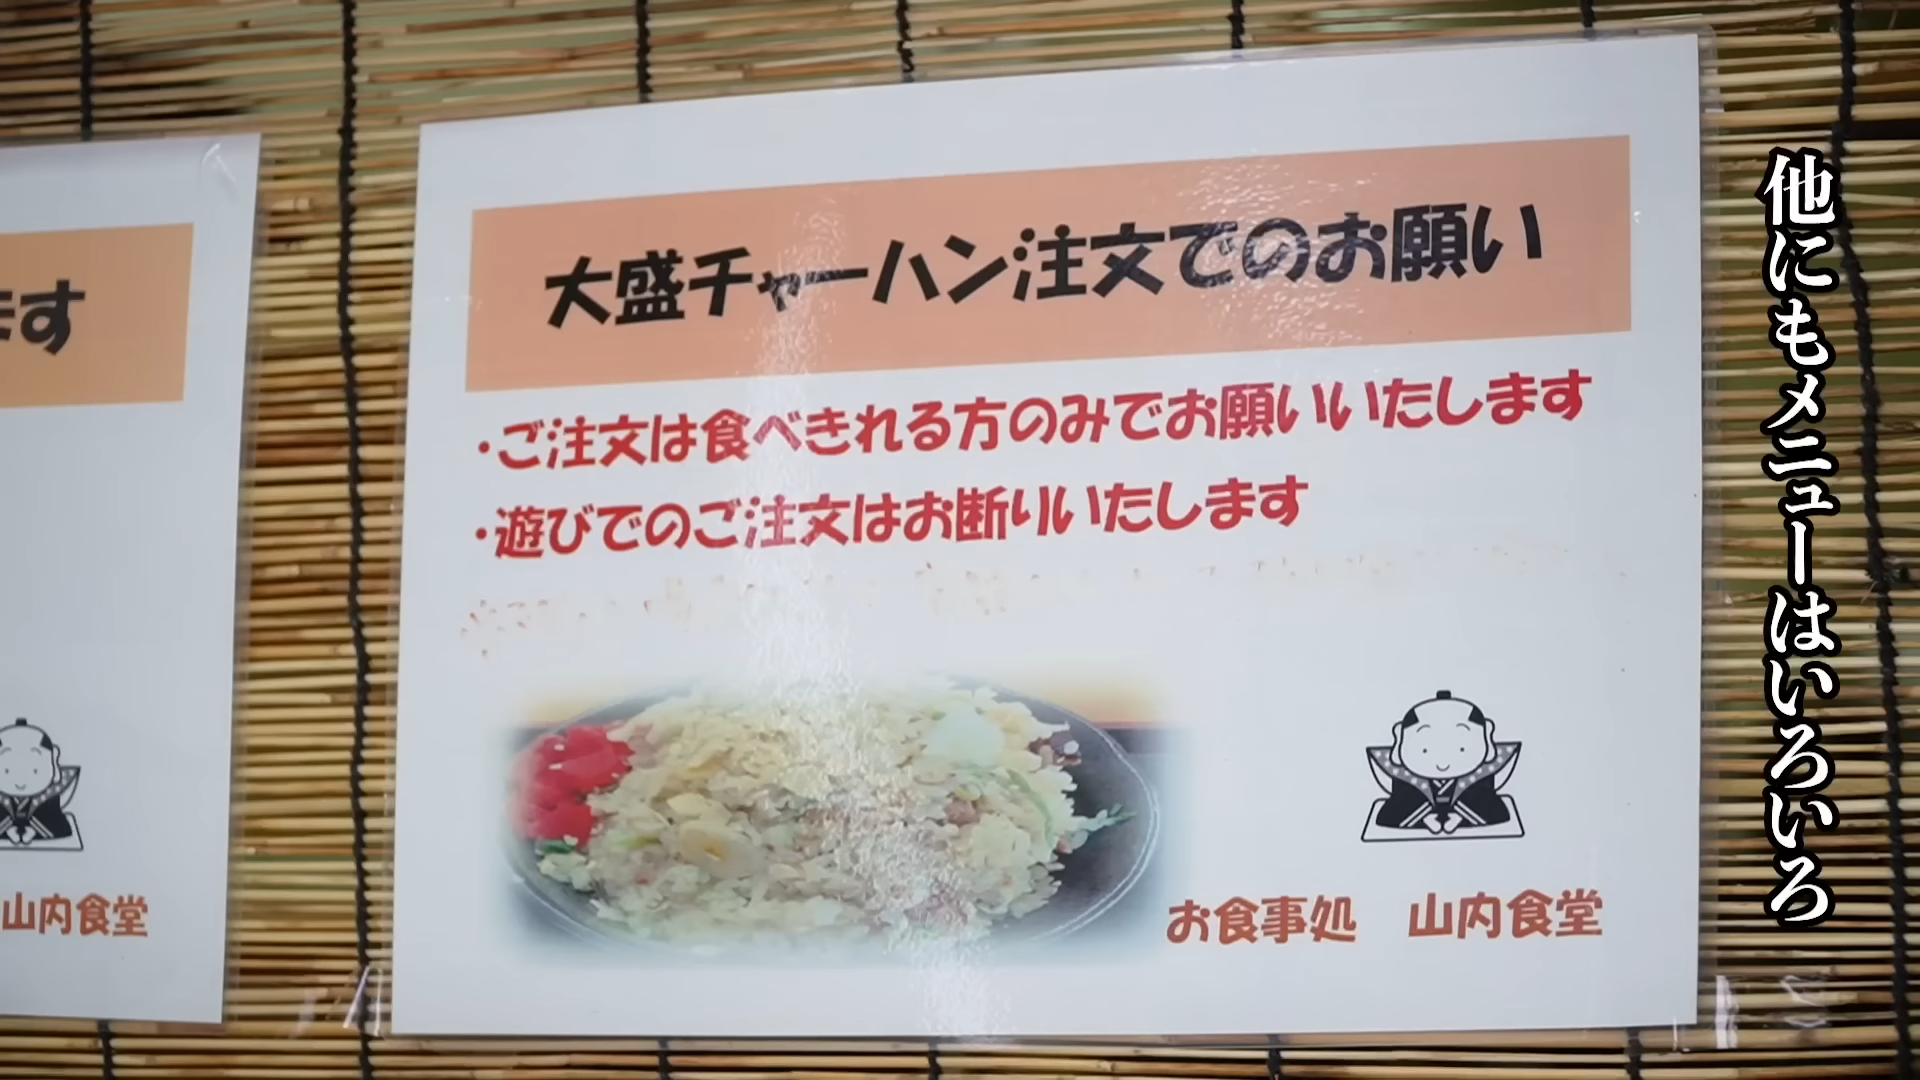 大盛チャーハン注文でのお願い
・ご注文は食べきれる方のみでお願いいたします
・遊びでのご注文はお断りいたします
お食事処　山内食堂
ます
山内食堂
他にもメニューはいろいろ